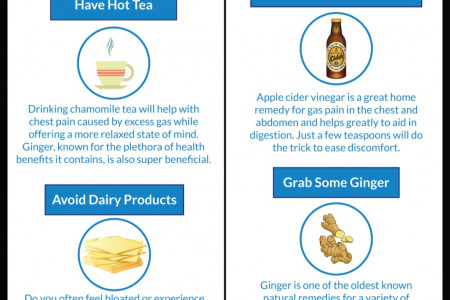 Have Hot Tea
Drinking chamomile tea will help with
chest pain caused by excess gas while
offering a more relaxed state of mind.
Ginger, known for the plethora of health
benefits it contains, is also super beneficial.
Avoid Dairy Products
Do you often feel bloated or experience
Cider
Apple cider vinegar is a great home
remedy for gas pain in the chest and
abdomen and helps greatly to aid in
digestion. Just a few teaspoons will do
the trick to ease discomfort.
Grab Some Ginger
Ginger is one of the oldest known
natural remedies for a variety of